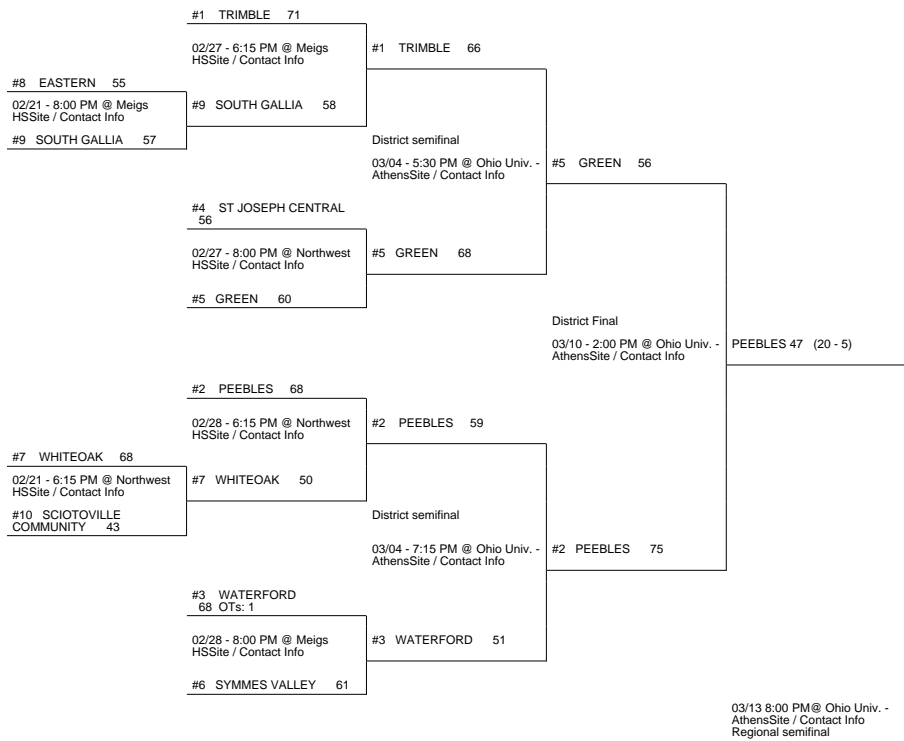 #1 TRIMBLE 71
02/27 - 6:15 PM @ Meigs
HSSite / Contact Info
#1 TRIMBLE 66
#8 EASTERN 55
02/21 - 8:00 PM @ Meigs
HSSite / Contact Info
#9 SOUTH GALLIA 58
#9 SOUTH GALLIA 57
District semifinal
03/04 - 5:30 PM @ Ohio Univ. -
AthensSite / Contact Info
#5 GREEN 56
#4 ST JOSEPH CENTRAL
56
02/27 - 8:00 PM @ Northwest
HSSite / Contact Info
#5 GREEN 68
#5 GREEN 60
District Final
03/10 - 2:00 PM @ Ohio Univ. -
AthensSite / Contact Info
PEEBLES 47 (20 - 5)
#2 PEEBLES 68
02/28 - 6:15 PM @ Northwest
HSSite / Contact Info
#2 PEEBLES 59
#7 WHITEOAK 68
02/21 - 6:15 PM @ Northwest
HSSite / Contact Info
#7 WHITEOAK 50
#10 SCIOTOVILLE
COMMUNITY 43
District semifinal
03/04 - 7:15 PM @ Ohio Univ. -
AthensSite / Contact Info
#2 PEEBLES 75
#3 WATERFORD
68 OTs: 1
02/28 - 8:00 PM @ Meigs
HSSite / Contact Info
#3 WATERFORD 51
#6 SYMMES VALLEY 61
03/13 8:00 PM@ Ohio Univ. -
AthensSite / Contact Info
Regional semifinal